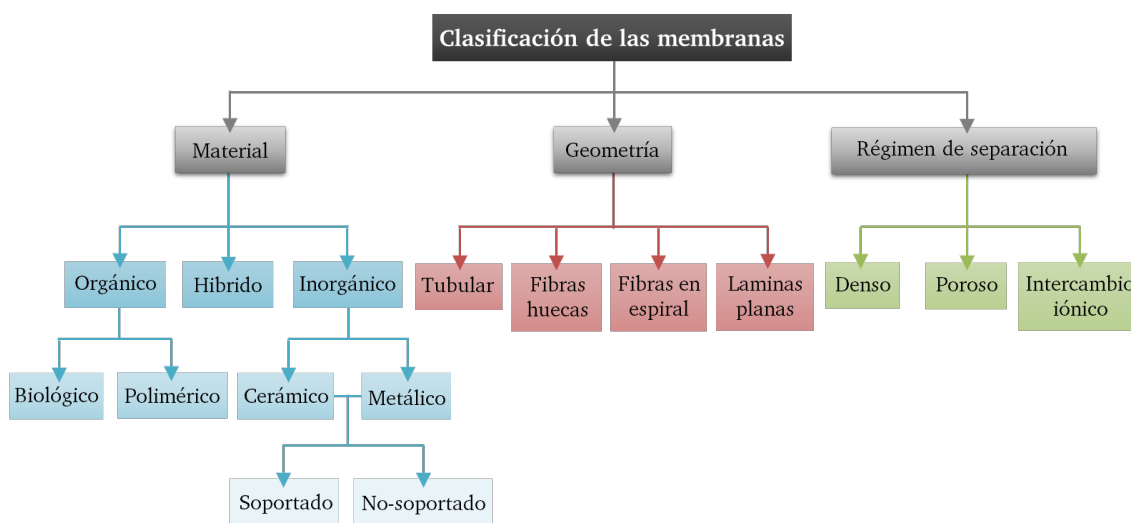 Clasificación de las membranas
Material
Geometría
Régimen de separación
Orgánico
Hibrido
Inorgánico
Tubular
Fibras
huecas
Fibras en
espiral
Laminas
planas
Denso
Poroso
Intercambio
iónico
Biológico
Polimérico
Cerámico
Metálico
Soportado
No-soportado